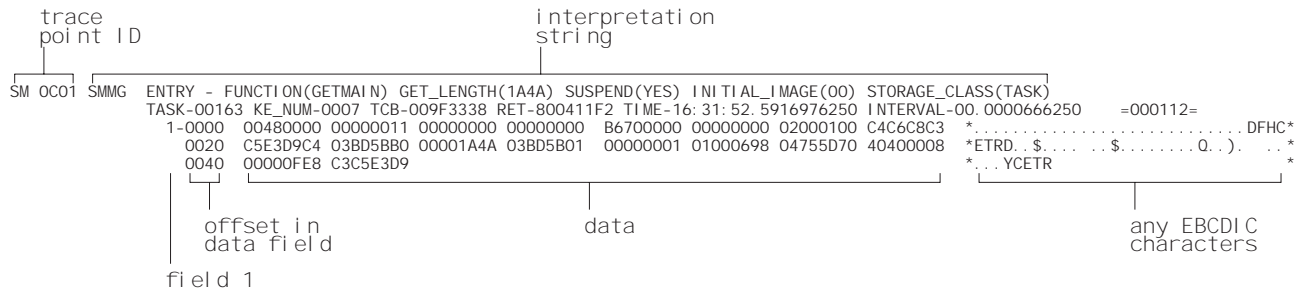 trace interpretation
point ID string
SM 0C01 SMMG ENTRY - FUNCTION(GETMAIN) GET_LENGTH(1A4A) SUSPEND(YES) INITIAL_IMAGE(00) STORAGE_CLASS(TASK)
TASK-00163 KE_NUM-0007 TCB-009F3338 RET-800411F2 TIME-16:31:52.5916976250 INTERVAL-00.0000666250 =000112=
1-0000 00480000 00000011 00000000 00000000 B6700000 00000000 02000100 C4C6C8C3 *............................DFHC*
0020 C5E3D9C4 03BD5BB0 00001A4A 03BD5B01 00000001 01000698 04755D70 40400008 *ETRD..$.... ..$........Q..). ..*
0040 00000FE8 C3C5E3D9 *...YCETR *
offset in data any EBCDIC
data field characters
field 1